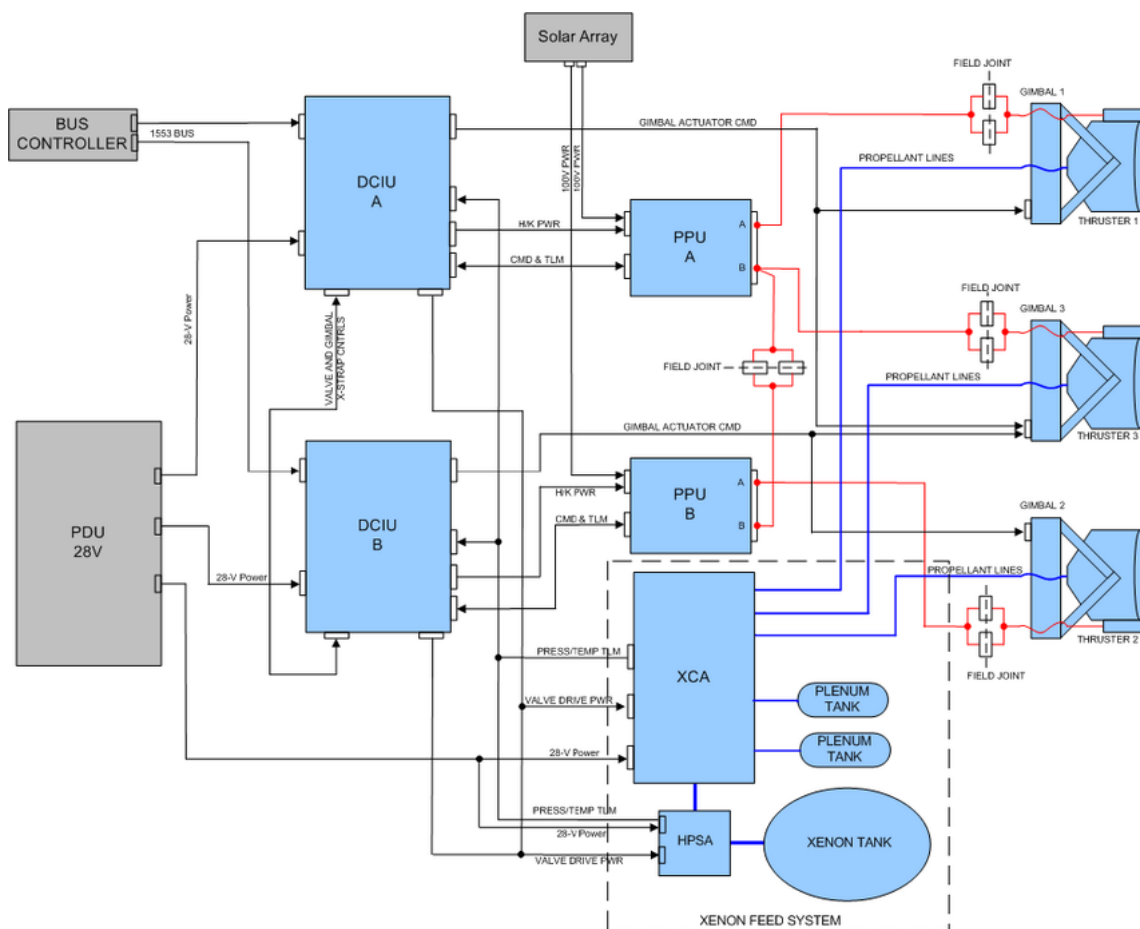 Solar Array
FIELD JOINT
GIMBAL 1
BUS
CONTROLLER
1553 BUS
GIMBAL ACTUATOR CMD
PROPELLANT LINES
THRUSTER 1
DCIU
A
100V PWR
100V PWR
H/K PWR
CMD & TLM
PPU
A
A
B
28-V Power
VALVE AND GIMBAL
X-STRAP CNTRLS
FIELD JOINT
FIELD JOINT
GIMBAL 3
PROPELLANT LINES
THRUSTER 3
GIMBAL ACTUATOR CMD
PDU
28V
DCIU
B
H/K PWR
CMD & TLM
PPU
B
A
B
GIMBAL 2
28-V Power
PROPELLANT LINES
THRUSTER 2
FIELD JOINT
PRESS/TEMP TLM
XCA
VALVE DRIVE PWR
PLENUM
TANK
28-V Power
PLENUM
TANK
PRESS/TEMP TLM
28-V Power
HPSA
XENON TANK
VALVE DRIVE PWR
XENON FEED SYSTEM